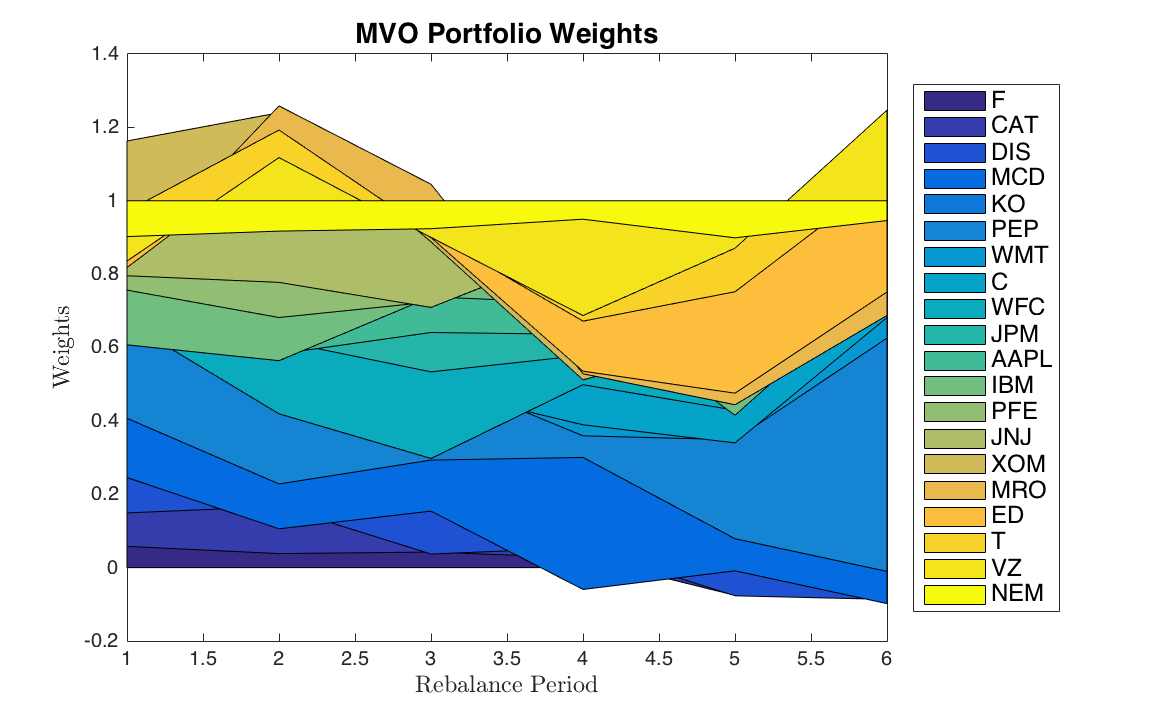 MVO Portfolio Weights
1.4
1.2
1
0.8
0.6
0.4
0.2
0
-0.2
Weights
1 1.5 2 2.5 3 3.5 4 4.5 5 5.5 6
Rebalance Period
F
CAT
DIS
MCD
KO
PEP
WMT
C
WFC
JPM
AAPL
IBM
PFE
JNJ
XOM
MRO
ED
T
VZ
NEM